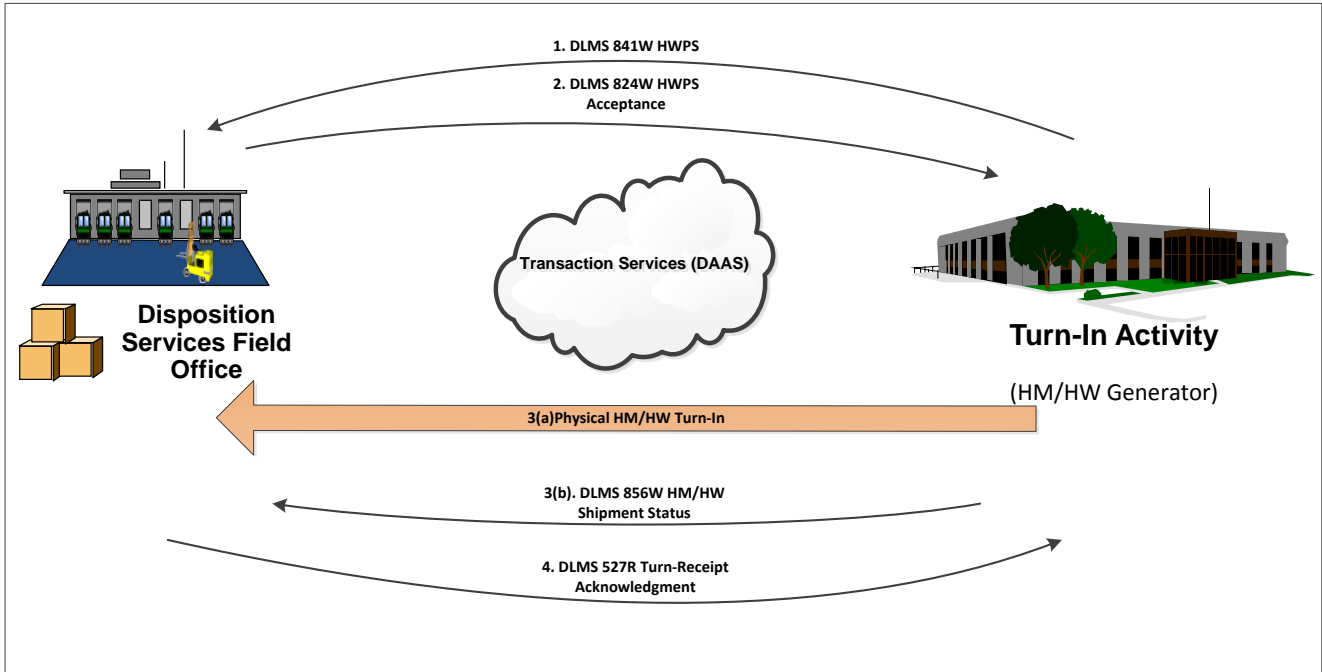 1. DLMS 841W HWPS
2. DLMS 824W HWPS
Acceptance
Transaction Services (DAAS)
Disposition
Services Field
Office
Turn-In Activity
(HM/HW Generator)
3(a)Physical HM/HW Turn-In
3(b). DLMS 856W HM/HW
Shipment Status
4. DLMS 527R Turn-Receipt
Acknowledgment